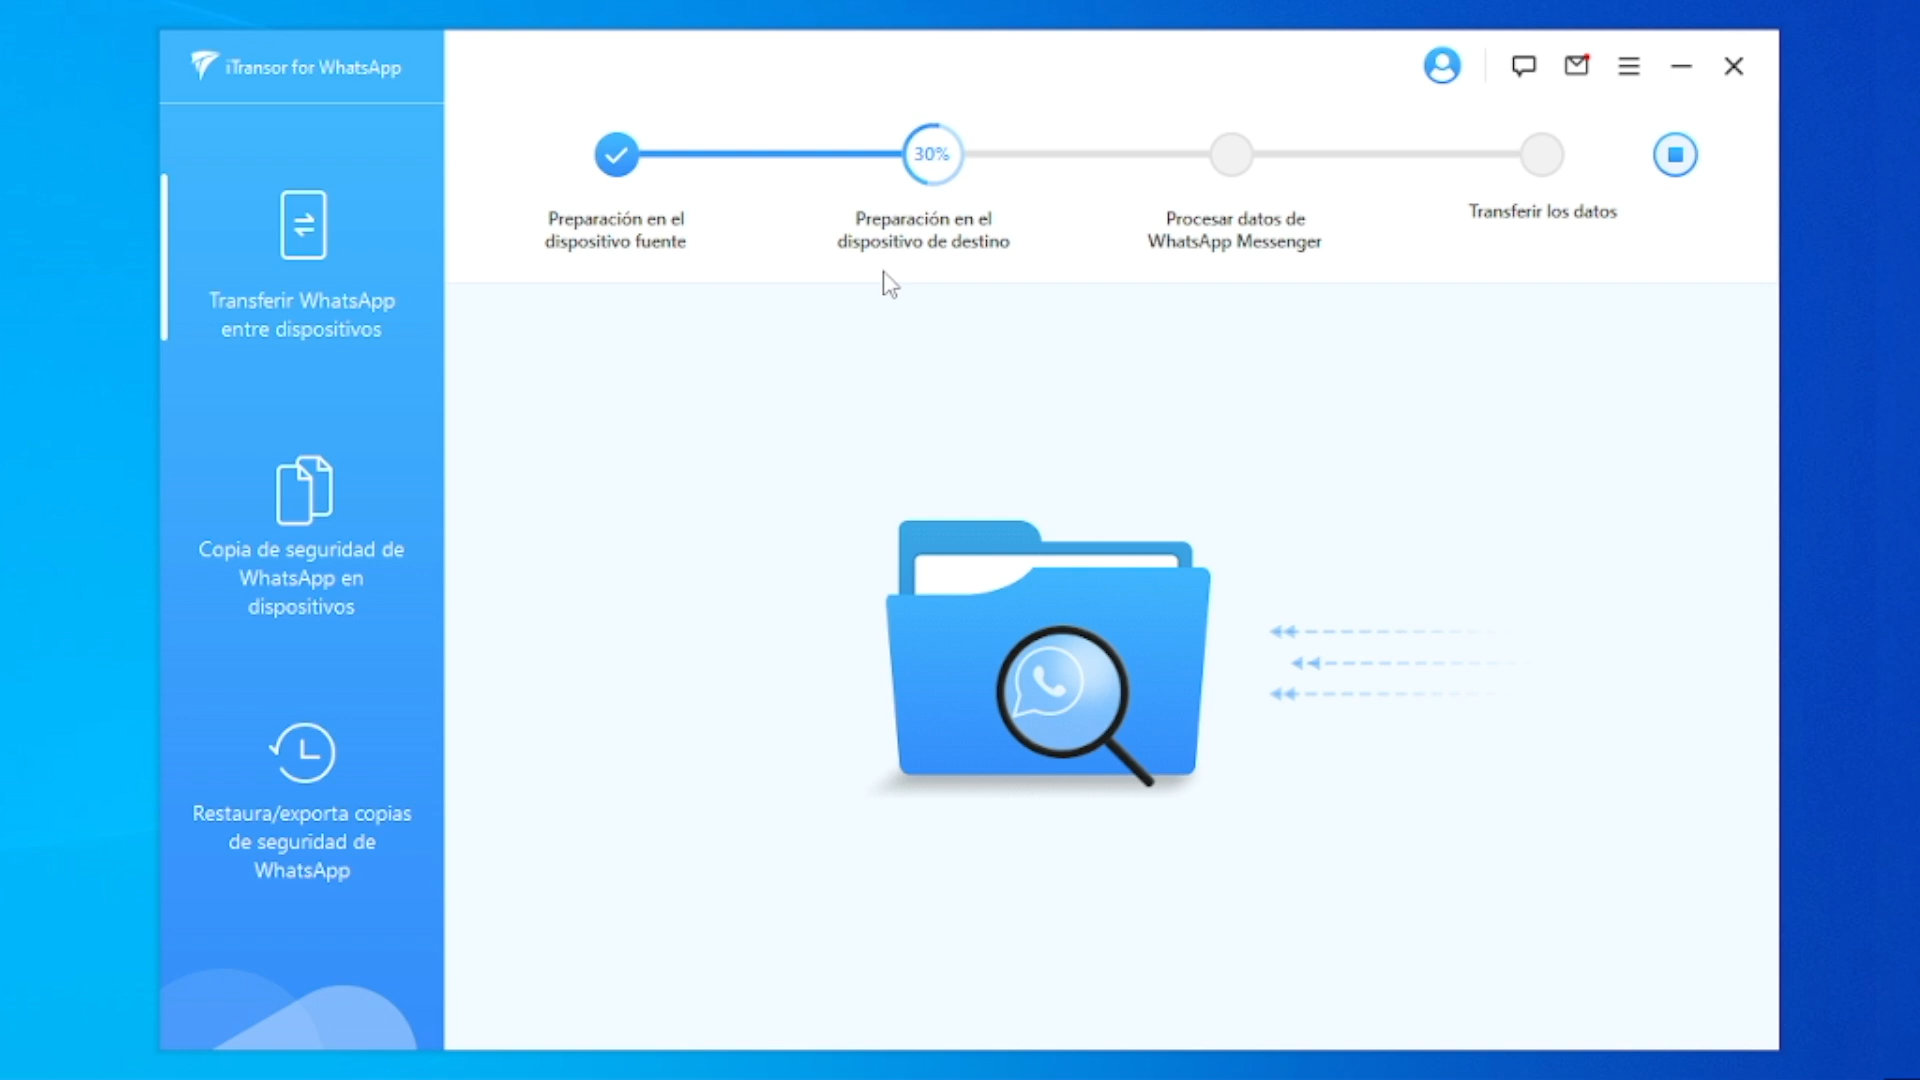 iTransor for WhatsApp
30%
Preparación en el
dispositivo fuente
Preparación en el
dispositivo de destino
Procesar datos de
WhatsApp Messenger
Transferir los datos
Transferir WhatsApp
entre dispositivos
Copia de seguridad de
WhatsApp en
dispositivos
Restaura/exporta copias
de seguridad de
WhatsApp